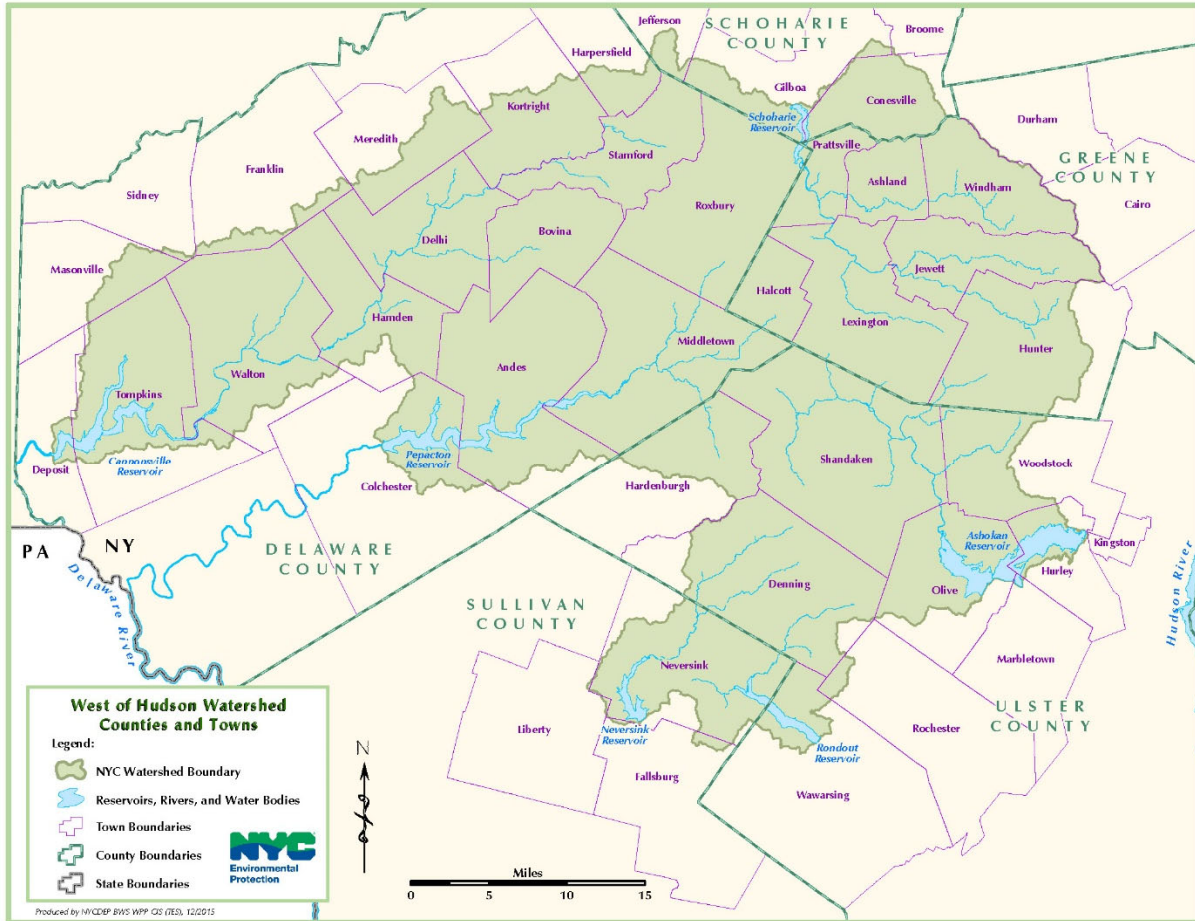 Jefferson
SCHOHARIE
COUNTY
Broome
Harpersfield
Gilboa
Conesville
Kortright
Schoharie
Reservoir
Durham
Meredith
Prattsville
Stamford
GREENE
COUNTY
Franklin
Ashland
Windham
Sidney
Cairo
Roxbury
Bovina
Delhi
Masonville
Jewett
Halcott
Hamden
Lexington
Middletown
Hunter
Andes
Walton
Tompkins
Pepacton
Reservoir
Shandaken
Cannonsville
Reservoir
Deposit
Woodstock
Colchester
Hardenburgh
PA
NY
Ashokan
Reservoir
Kingston
DELAWARE
COUNTY
Hurley
Delaware River
Denning
Olive
Hudson River
SULLIVAN
COUNTY
Neversink
Marbletown
ULSTER
COUNTY
Liberty
Neversink
Reservoir
Rochester
Rondout
Reservoir
Fallsburg
Wawarsing
West of Hudson Watershed
Counties and Towns
Legend:
NYC Watershed Boundary
Reservoirs, Rivers, and Water Bodies
Town Boundaries
County Boundaries
State Boundaries
NYC
Environmental
Protection
N
Miles
0 5 10 15
Produced by NYCDEP BWS WPP GIS (TES), 12/2015